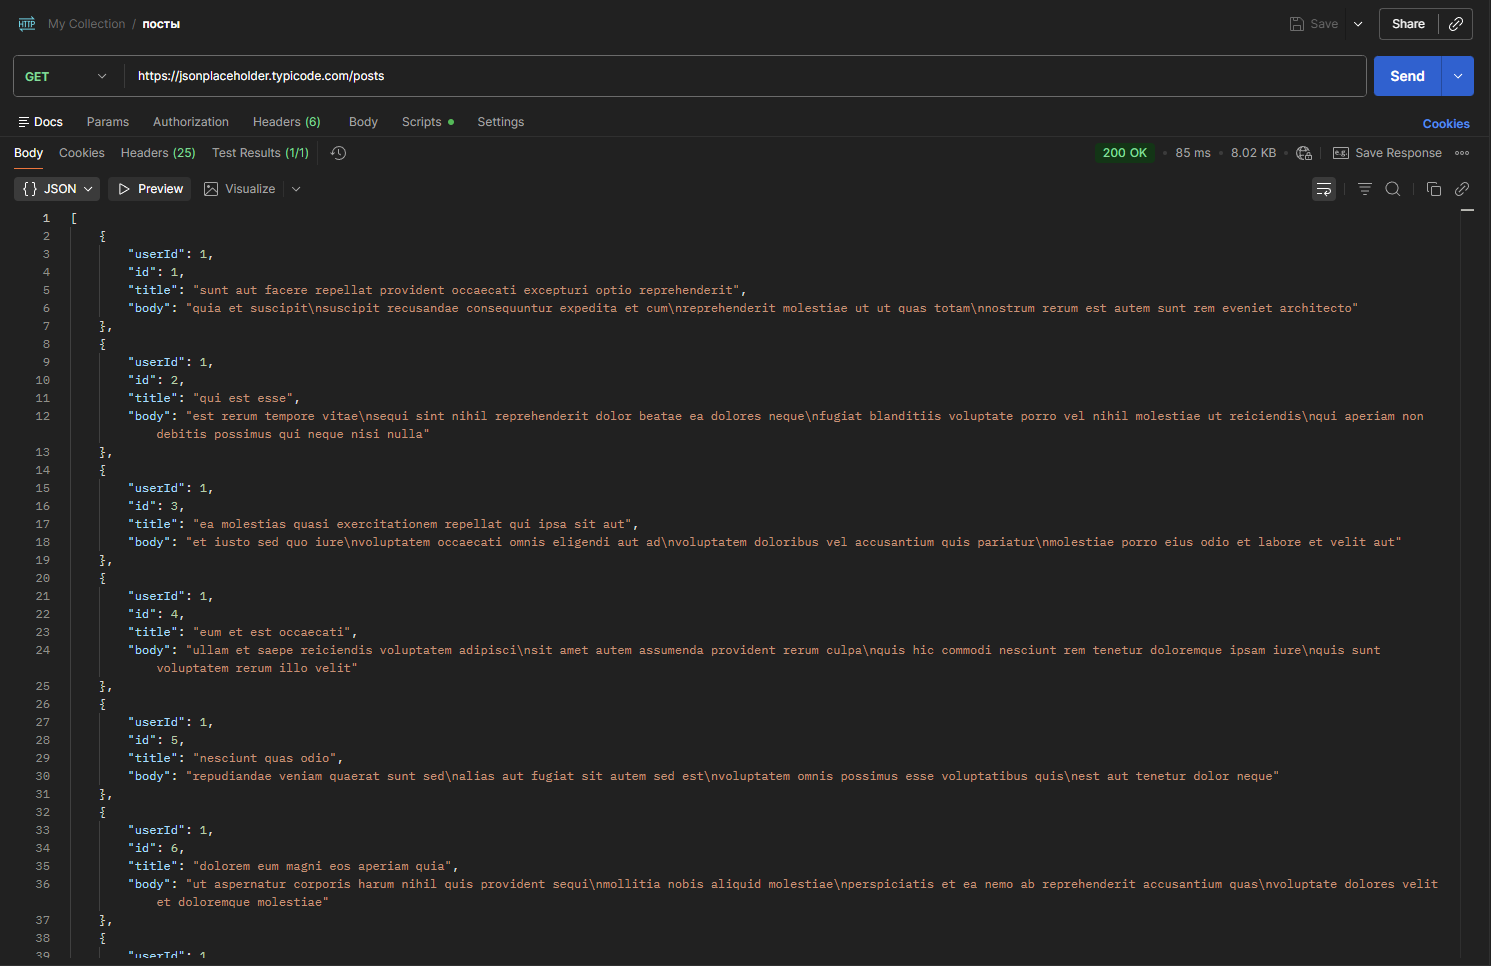 HTTP My Collection / посты Save Share
GET https://jsonplaceholder.typicode.com/posts Send
Docs Params Authorization Headers (6) Body Scripts Settings Cookies
Body Cookies Headers (25) Test Results (1/1) 200 OK • 85 ms • 8.02 KB • e.g. Save Response
{} JSON Preview Visualize
1 [
2 {
3 "userId": 1,
4 "id": 1,
5 "title": "sunt aut facere repellat provident occaecati excepturi optio reprehenderit",
6 "body": "quia et suscipit\nsuscipit recusandae consequuntur expedita et cum\nreprehenderit molestiae ut ut quas totam\nnostrum rerum est autem sunt rem eveniet architecto"
7 },
8 {
9 "userId": 1,
10 "id": 2,
11 "title": "qui est esse",
12 "body": "est rerum tempore vitae\nsequi sint nihil reprehenderit dolor beatae ea dolores neque\nfugiat blanditiis voluptate porro vel nihil molestiae ut reiciendis\nqui aperiam non
debitis possimus qui neque nisi nulla"
13 },
14 {
15 "userId": 1,
16 "id": 3,
17 "title": "ea molestias quasi exercitationem repellat qui ipsa sit aut",
18 "body": "et iusto sed quo iure\nvoluptatem occaecati omnis eligendi aut ad\nvoluptatem doloribus vel accusantium quis pariatur\nmolestiae porro eius odio et labore et velit aut"
19 },
20 {
21 "userId": 1,
22 "id": 4,
23 "title": "eum et est occaecati",
24 "body": "ullam et saepe reiciendis voluptatem adipisci\nsit amet autem assumenda provident rerum culpa\nquis hic commodi nesciunt rem tenetur doloremque ipsam iure\nquis sunt
voluptatem rerum illo velit"
25 },
26 {
27 "userId": 1,
28 "id": 5,
29 "title": "nesciunt quas odio",
30 "body": "repudiandae veniam quaerat sunt sed\nalias aut fugiat sit autem sed est\nvoluptatem omnis possimus esse voluptatibus quis\nest aut tenetur dolor neque"
31 },
32 {
33 "userId": 1,
34 "id": 6,
35 "title": "dolorem eum magni eos aperiam quia",
36 "body": "ut aspernatur corporis harum nihil quis provident sequi\nmollitia nobis aliquid molestiae\nperspiciatis et ea nemo ab reprehenderit accusantium quas\nvoluptate dolores velit
et doloremque molestiae"
37 },
38 {
39 "userId": 1